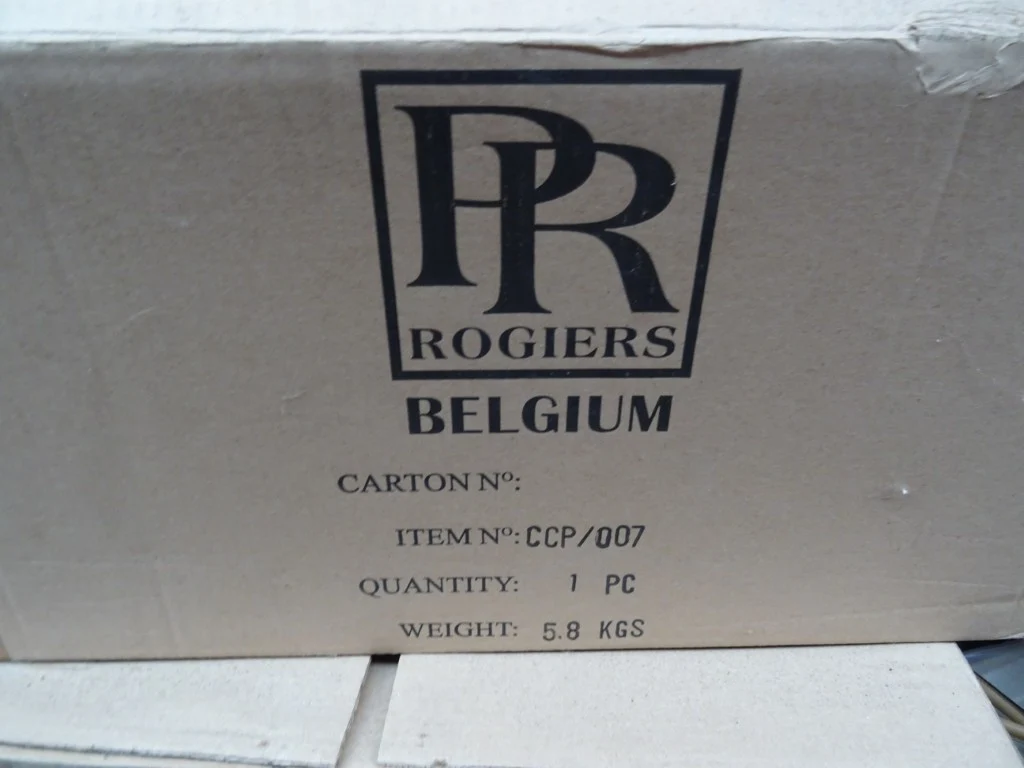 PR
ROGIERS
BELGIUM
CARTON Nº:
ITEM Nº: CCP/007
QUANTITY: 1 PC
WEIGHT: 5.8 KGS